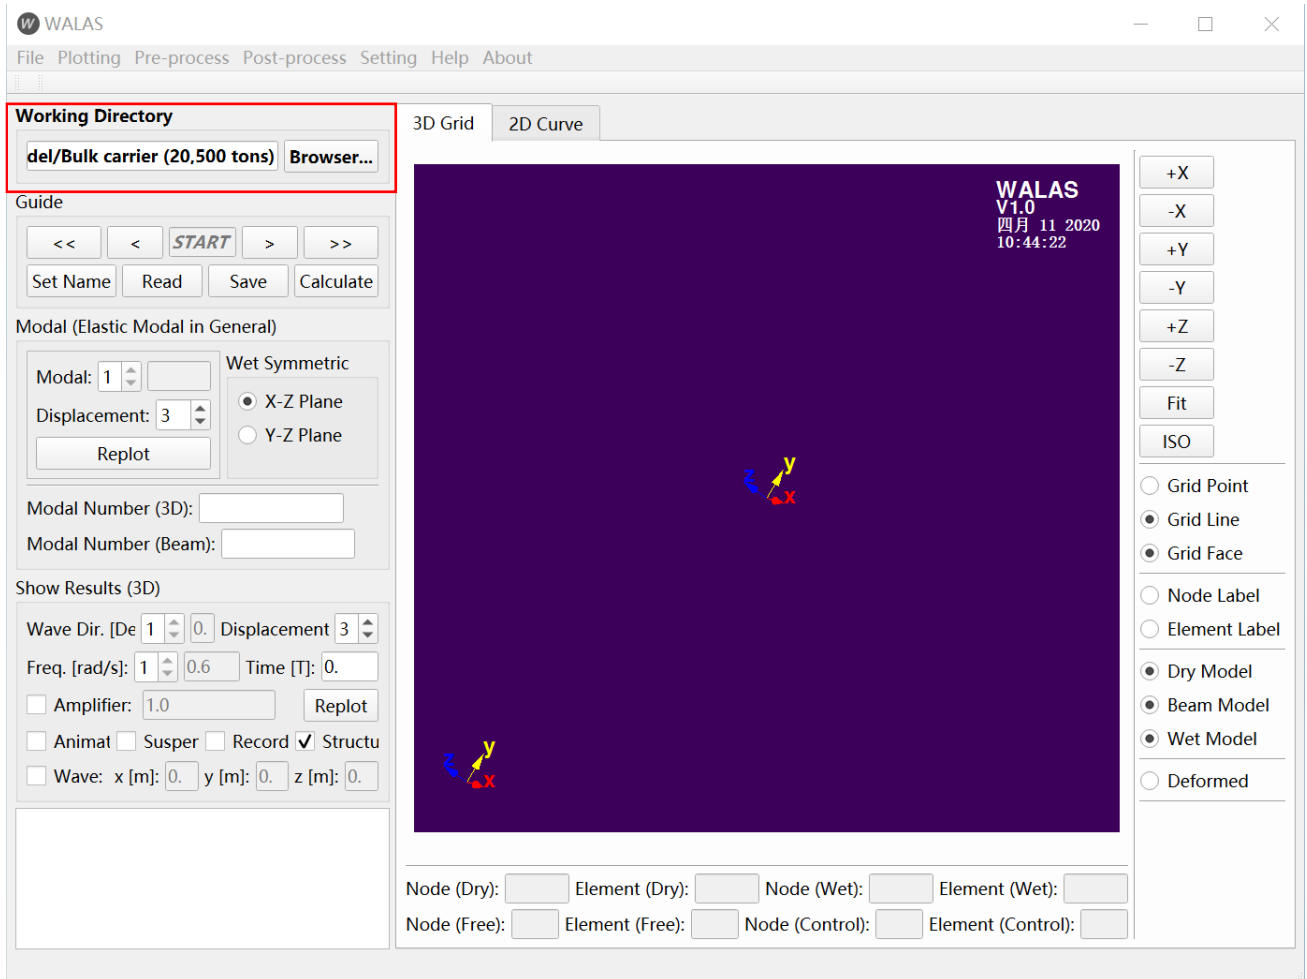 W WALAS
File Plotting Pre-process Post-process Setting Help About
Working Directory
del/Bulk carrier (20,500 tons) Browser...
Guide
<< < START > >>
Set Name Read Save Calculate
Modal (Elastic Modal in General)
Modal: 1
Displacement: 3
Replot
Wet Symmetric
X-Z Plane
Y-Z Plane
Modal Number (3D):
Modal Number (Beam):
Show Results (3D)
Wave Dir. [De 1 0. Displacement 3
Freq. [rad/s]: 1 0.6 Time [T]: 0.
Amplifier: 1.0 Replot
Animat Susper Record Structu
Wave: x [m]: 0. y [m]: 0. z [m]: 0.
3D Grid 2D Curve
WALAS
V1.0
四月 11 2020
10:44:22
z y x
z y x
Node (Dry): Element (Dry): Node (Wet): Element (Wet):
Node (Free): Element (Free): Node (Control): Element (Control):
+X
-X
+Y
-Y
+Z
-Z
Fit
ISO
Grid Point
Grid Line
Grid Face
Node Label
Element Label
Dry Model
Beam Model
Wet Model
Deformed